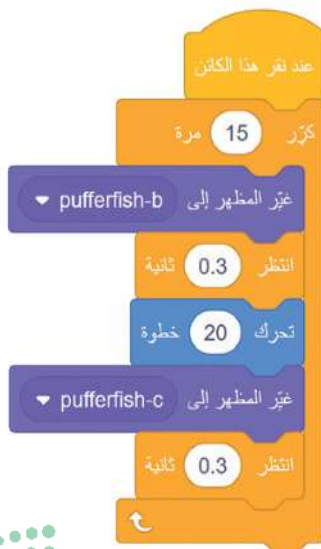 عند نقر هذا الكائن
كرّر 15 مرة
غيّر المظهر إلى pufferfish-b
انتظر 0.3 ثانية
تحرك 20 خطوة
غيّر المظهر إلى pufferfish-c
انتظر 0.3 ثانية